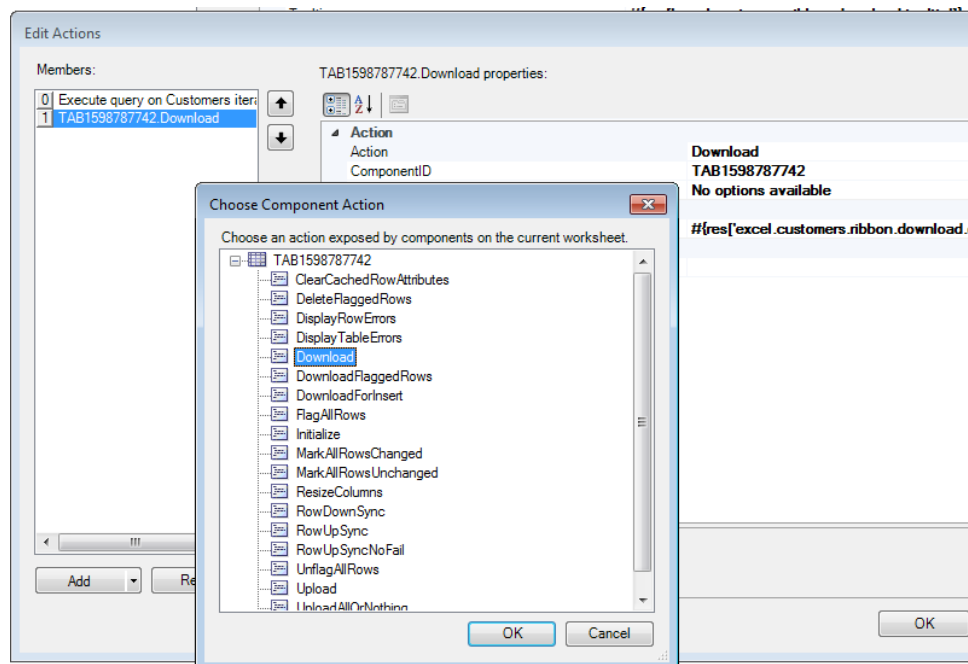 Edit Actions
Members:
TAB1598787742.Download properties:
0 Execute query on Customers itera
1 TAB1598787742.Download
Action
Action Download
ComponentID TAB1598787742
No options available
#{res['excel.customers.ribbon.download.
Choose Component Action
Choose an action exposed by components on the current worksheet.
TAB1598787742
ClearCachedRowAttributes
DeleteFlaggedRows
DisplayRowErrors
DisplayTableErrors
Download
DownloadFlaggedRows
DownloadForInsert
FlagAllRows
Initialize
MarkAllRowsChanged
MarkAllRowsUnchanged
ResizeColumns
RowDownSync
RowUpSync
RowUpSyncNoFail
UnflagAllRows
Upload
UploadAllOrNothing
Add
Re
OK
OK Cancel